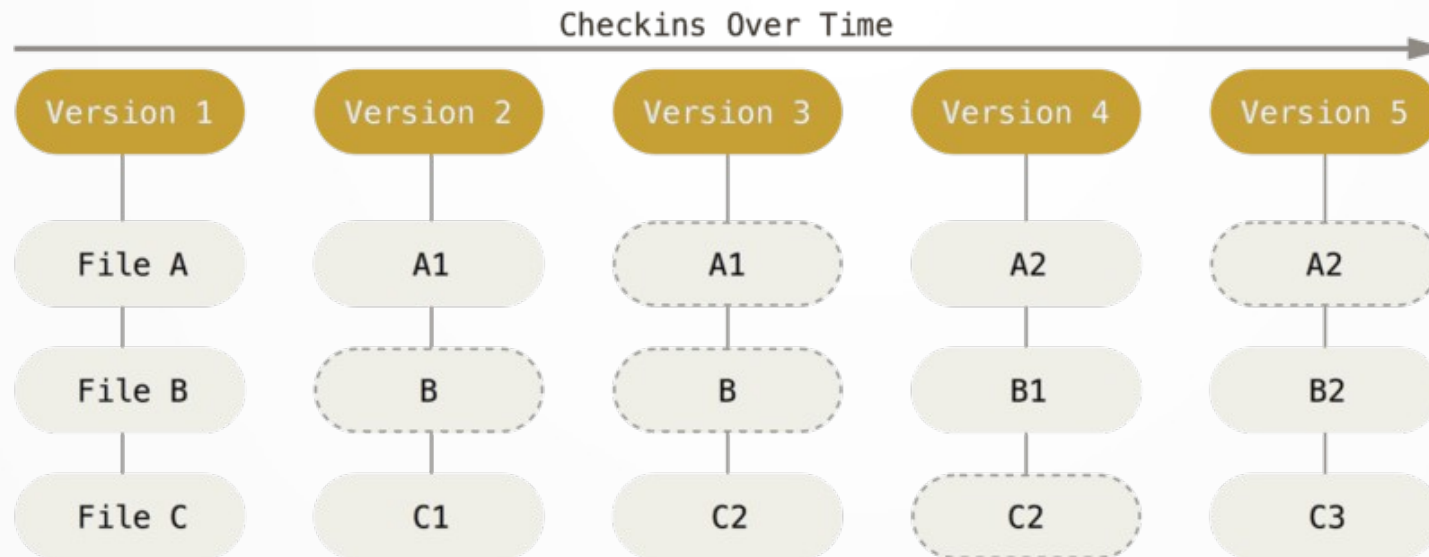 Checkins Over Time
Version 1 Version 2 Version 3 Version 4 Version 5
File A A1 A1 A2 A2
File B B B B1 B2
File C C1 C2 C2 C3